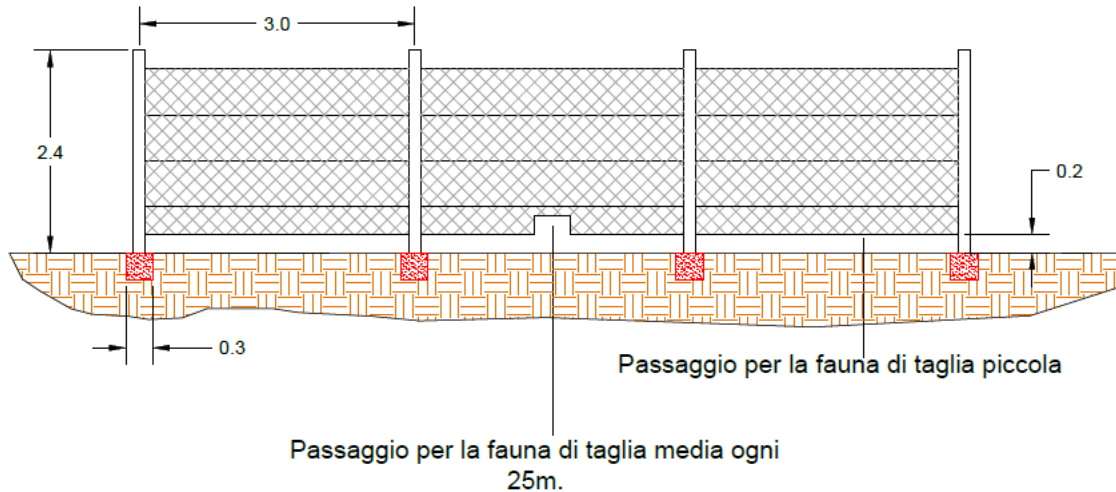 3.0
2.4
0.2
0.3
Passaggio per la fauna di taglia piccola
Passaggio per la fauna di taglia media ogni
25m.